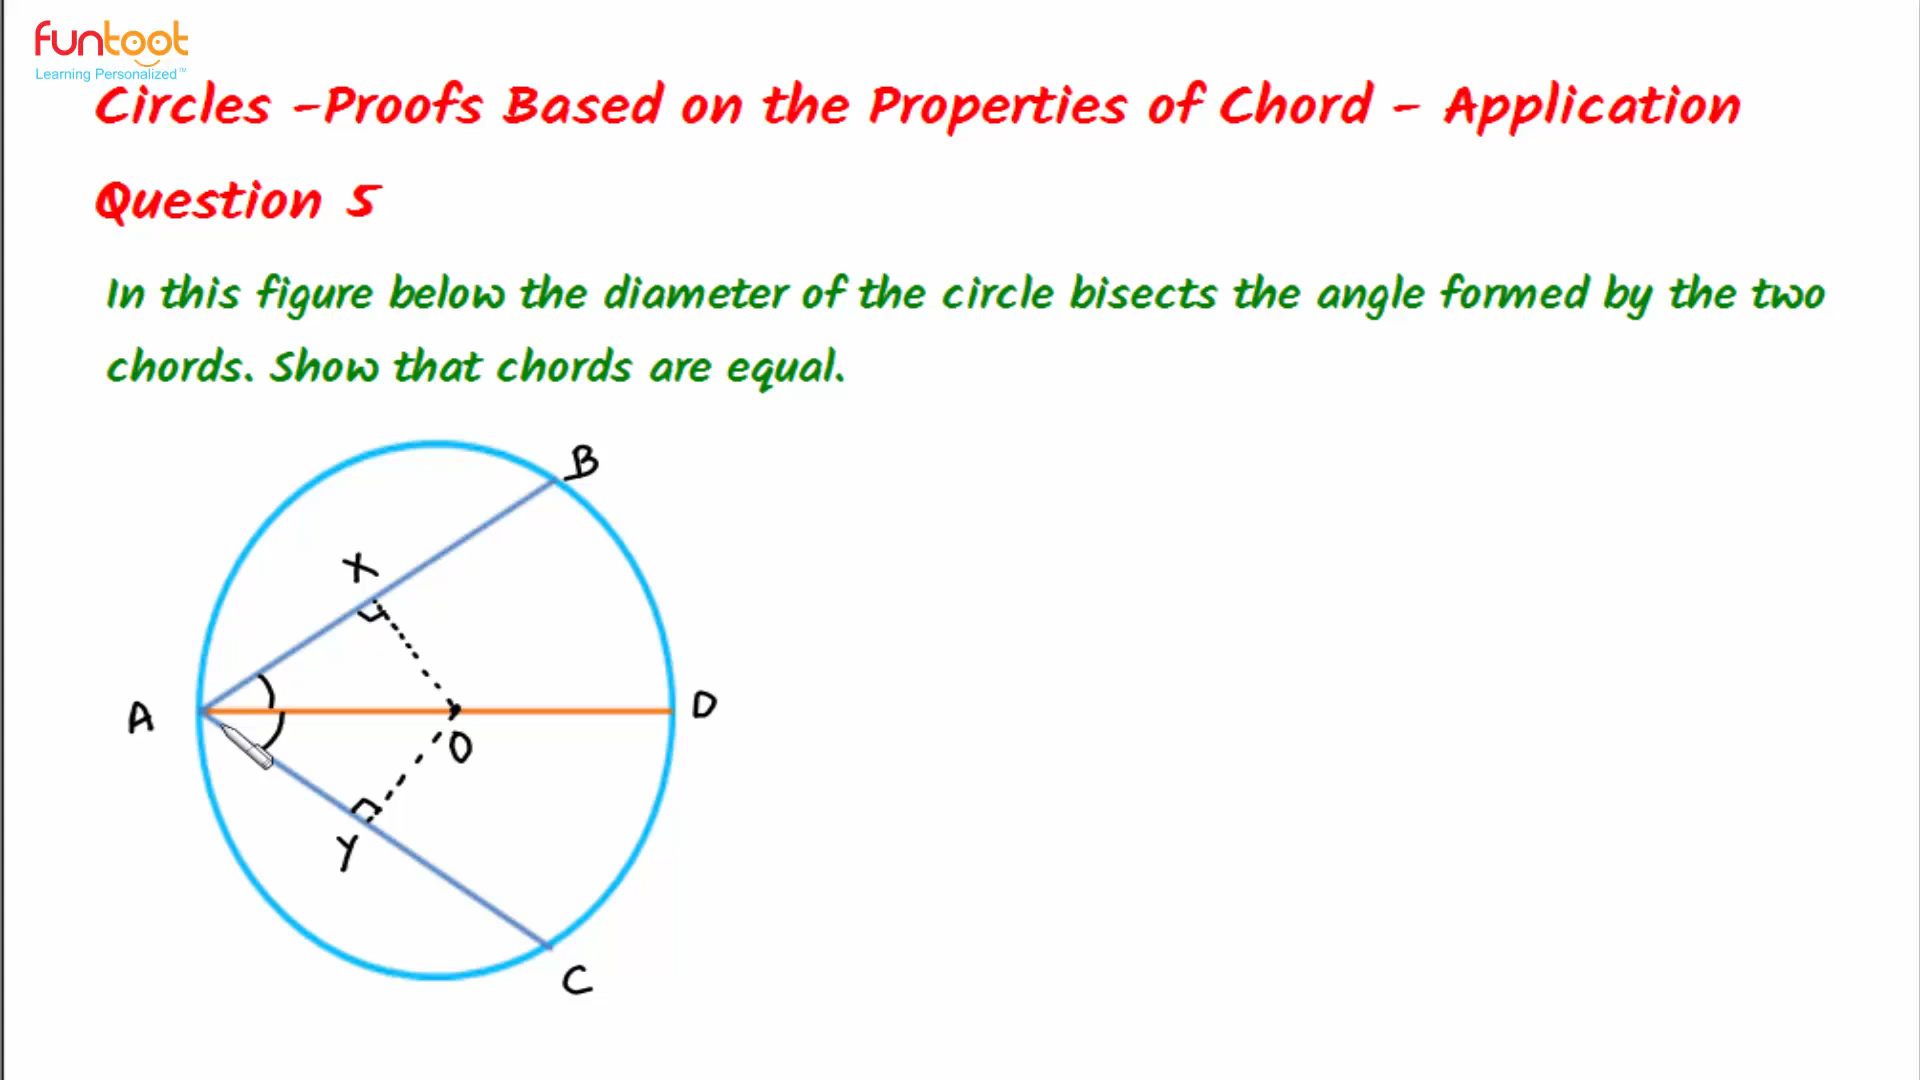 funtoot
Learning Personalized™
Circles -Proofs Based on the Properties of Chord - Application
Question 5
In this figure below the diameter of the circle bisects the angle formed by the two
chords. Show that chords are equal.
B
X
A
D
O
Y
C